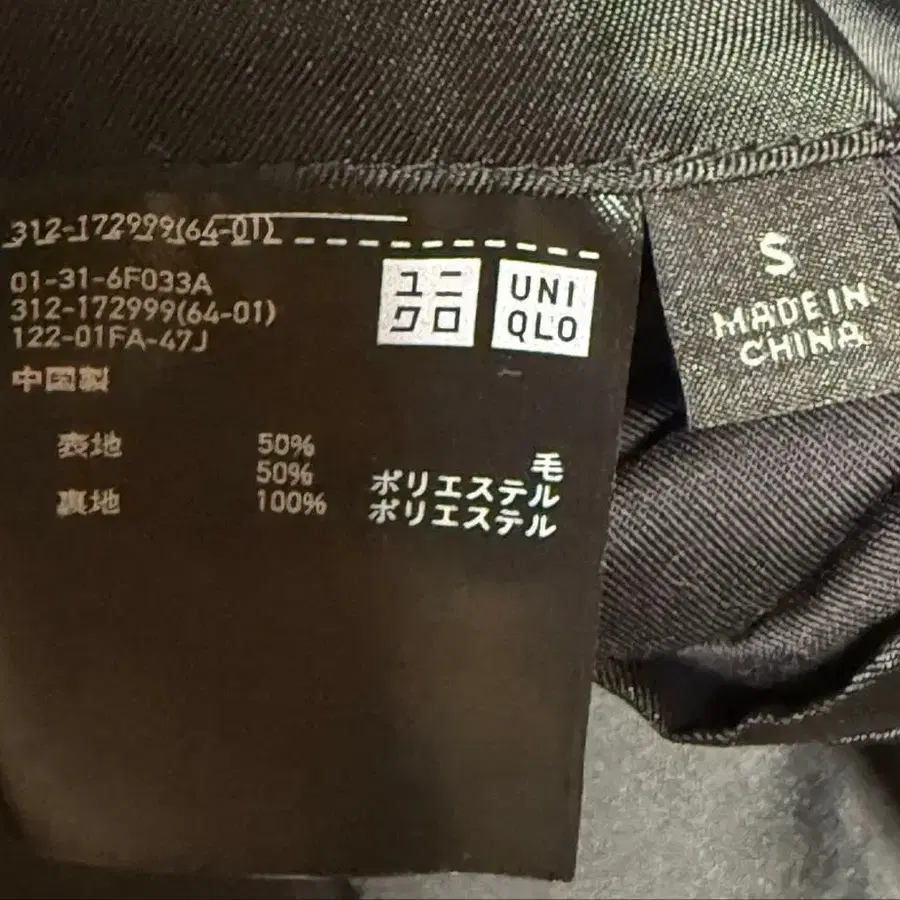 312-172999(64-01)
01-31-6F033A
312-172999(64-01)
122-01FA-47J
中国製
ユニ
クロ
UNI
QLO
表地 50% 毛
50% ポリエステル
裏地 100% ポリエステル
S
MADE IN
CHINA